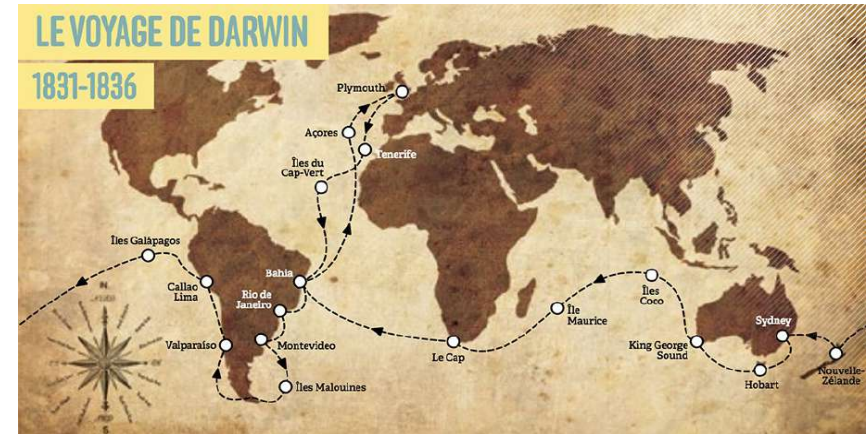 LE VOYAGE DE DARWIN
1831-1836
Plymouth
Açores
Tenerife
Îles du
Cap-Vert
Îles Galápagos
Bahia
Callao
Lima
Rio de
Janeiro
Îles
Coco
Île
Maurice
Sydney
Valparaíso
Montevideo
Le Cap
King George
Sound
Nouvelle-
Zélande
Îles Malouines
Hobart
N
S